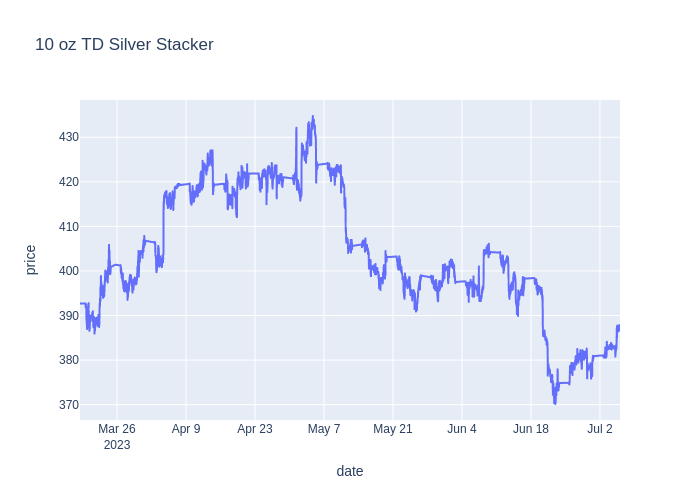 10 oz TD Silver Stacker
430
420
410
400
390
380
370
price
Mar 26
2023
Apr 9
Apr 23
May 7
May 21
Jun 4
Jun 18
Jul 2
date